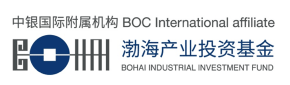 中银国际附属机构 BOC International affiliate
BOHAI 渤海产业投资基金
BOHAI INDUSTRIAL INVESTMENT FUND